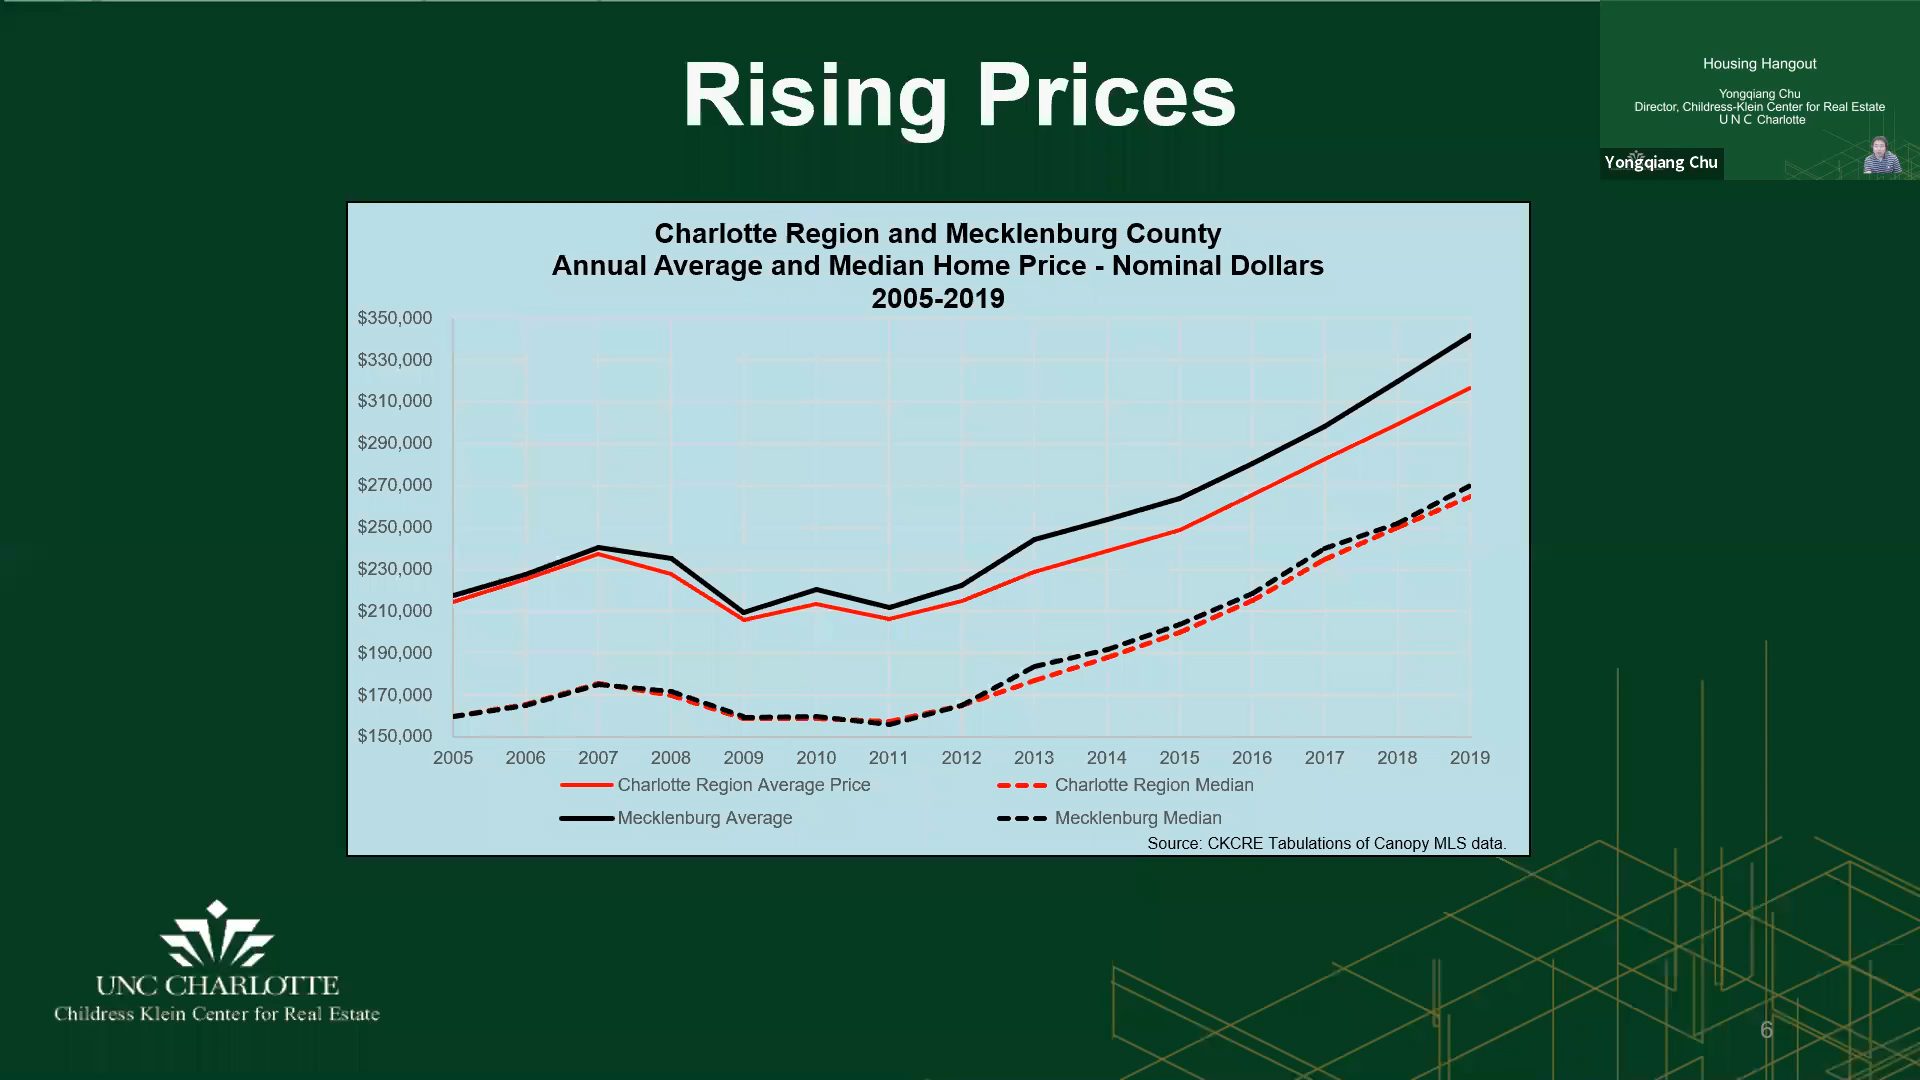 Rising Prices
Housing Hangout
Yongqiang Chu
Director, Childress-Klein Center for Real Estate
U N C Charlotte
Yongqiang Chu
Charlotte Region and Mecklenburg County
Annual Average and Median Home Price - Nominal Dollars
2005-2019
$350,000
$330,000
$310,000
$290,000
$270,000
$250,000
$230,000
$210,000
$190,000
$170,000
$150,000
2005 2006 2007 2008 2009 2010 2011 2012 2013 2014 2015 2016 2017 2018 2019
Charlotte Region Average Price Charlotte Region Median
Mecklenburg Average Mecklenburg Median
Source: CKCRE Tabulations of Canopy MLS data.
UNC CHARLOTTE
Childress Klein Center for Real Estate
6